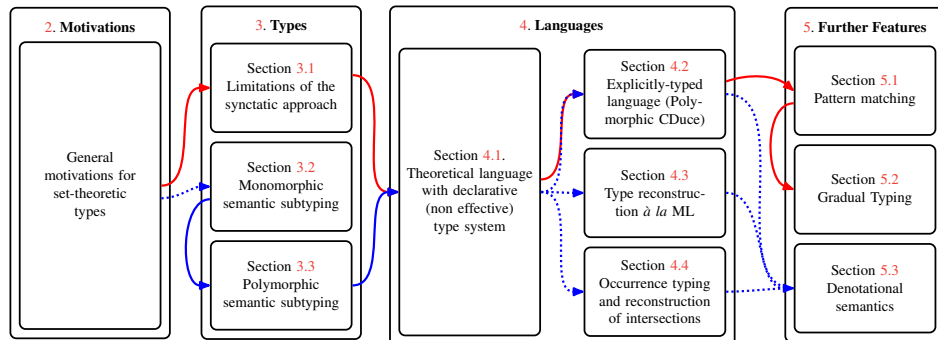 2. Motivations
General
motivations for
set-theoretic
types
3. Types
Section 3.1
Limitations of the
synctatic approach
Section 3.2
Monomorphic
semantic subtyping
Section 3.3
Polymorphic
semantic subtyping
4. Languages
Section 4.1.
Theoretical language
with declarative
(non effective)
type system
Section 4.2
Explicitly-typed
language (Poly-
morphic CDuce)
Section 4.3
Type reconstruc-
tion à la ML
Section 4.4
Occurrence typing
and reconstruction
of intersections
5. Further Features
Section 5.1
Pattern matching
Section 5.2
Gradual Typing
Section 5.3
Denotational
semantics